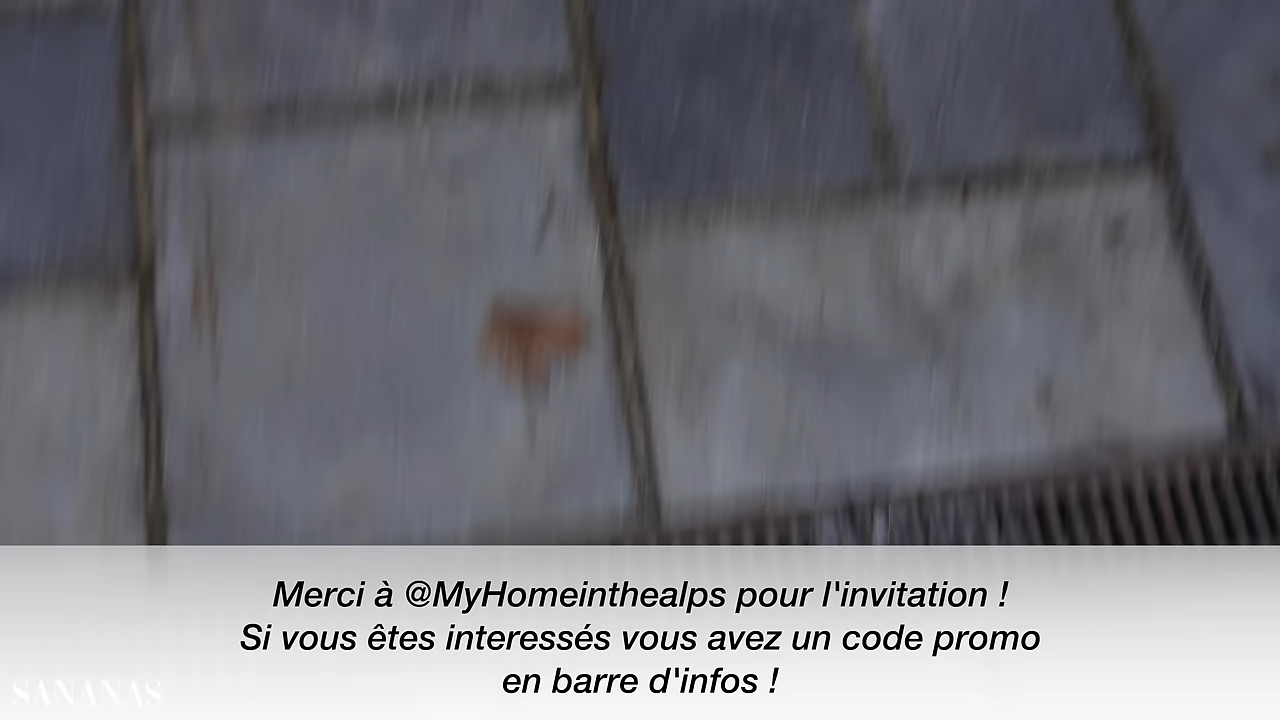 Merci à @MyHomeinthealps pour l'invitation !
Si vous êtes interessés vous avez un code promo
en barre d'infos !
SANANAS